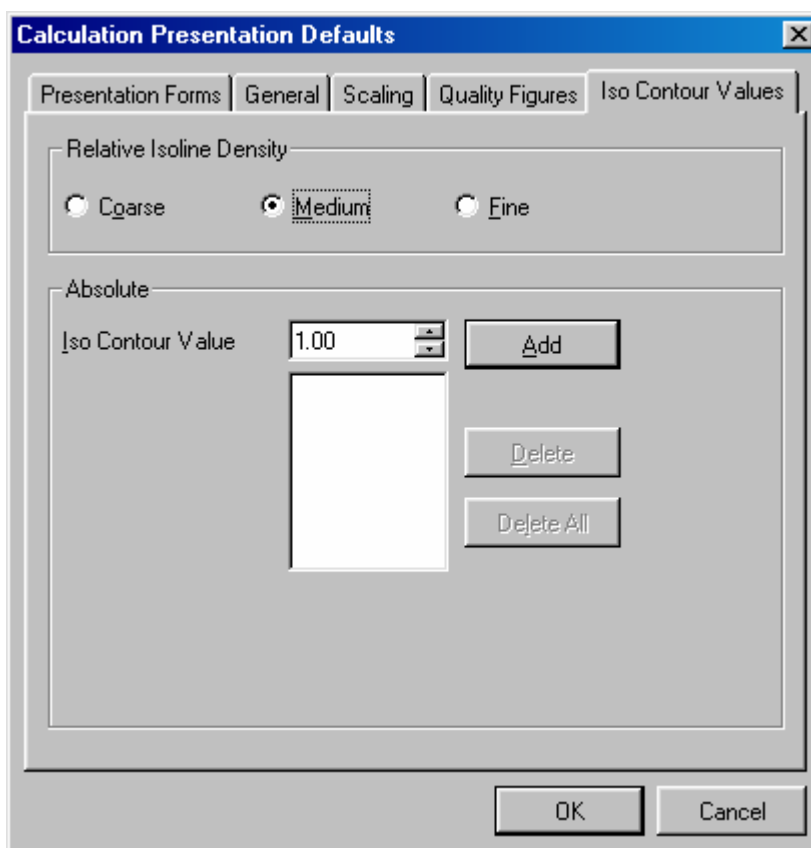 Calculation Presentation Defaults
Presentation Forms General Scaling Quality Figures Iso Contour Values
Relative Isoline Density
Coarse Medium Fine
Absolute
Iso Contour Value 1.00 Add
Delete
Delete All
OK Cancel